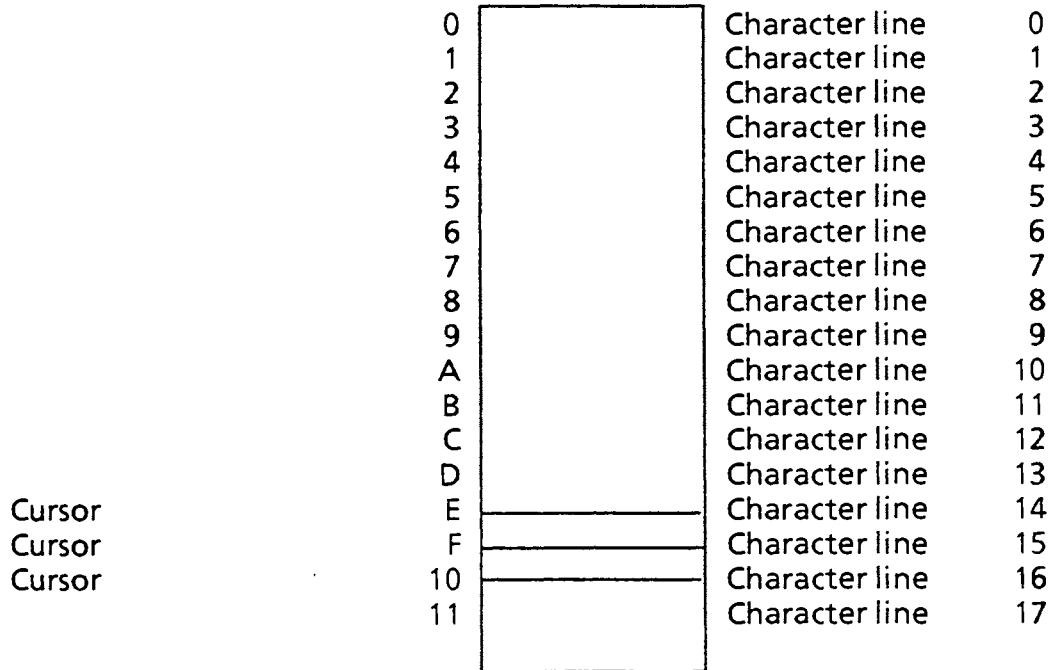 0 Character line 0
1 Character line 1
2 Character line 2
3 Character line 3
4 Character line 4
5 Character line 5
6 Character line 6
7 Character line 7
8 Character line 8
9 Character line 9
A Character line 10
B Character line 11
C Character line 12
D Character line 13
Cursor E Character line 14
Cursor F Character line 15
Cursor 10 Character line 16
11 Character line 17